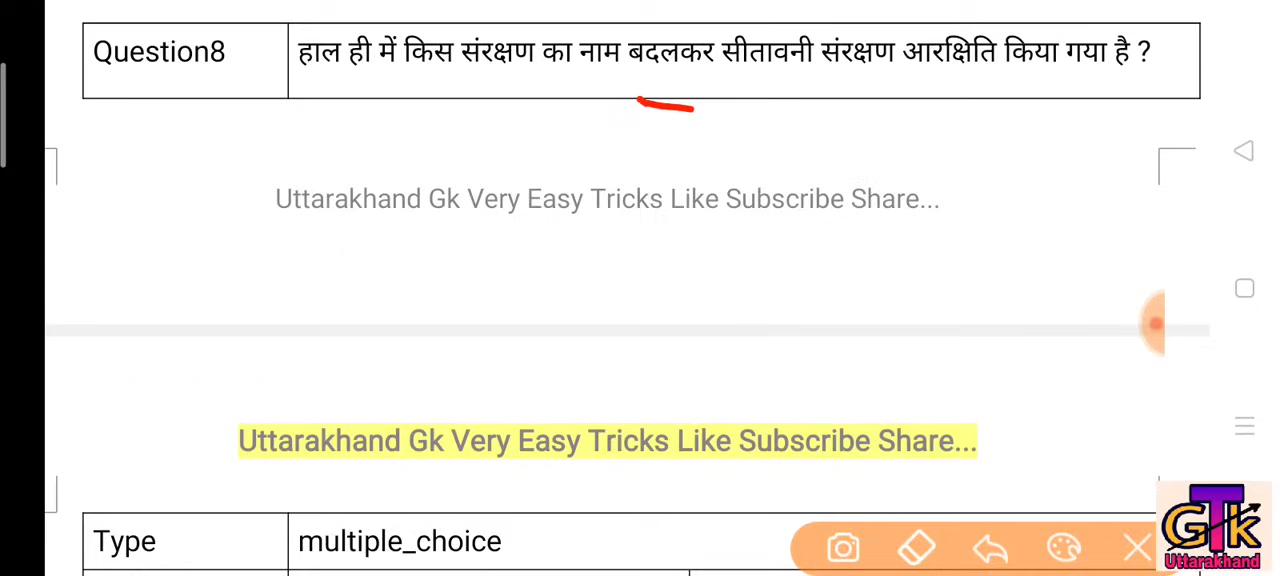 Question8
हाल ही में किस संरक्षण का नाम बदलकर सीतावनी संरक्षण आरक्षिति किया गया है ?
Uttarakhand Gk Very Easy Tricks Like Subscribe Share...
Uttarakhand Gk Very Easy Tricks Like Subscribe Share...
Type
multiple_choice
GTk
Uttarakhand